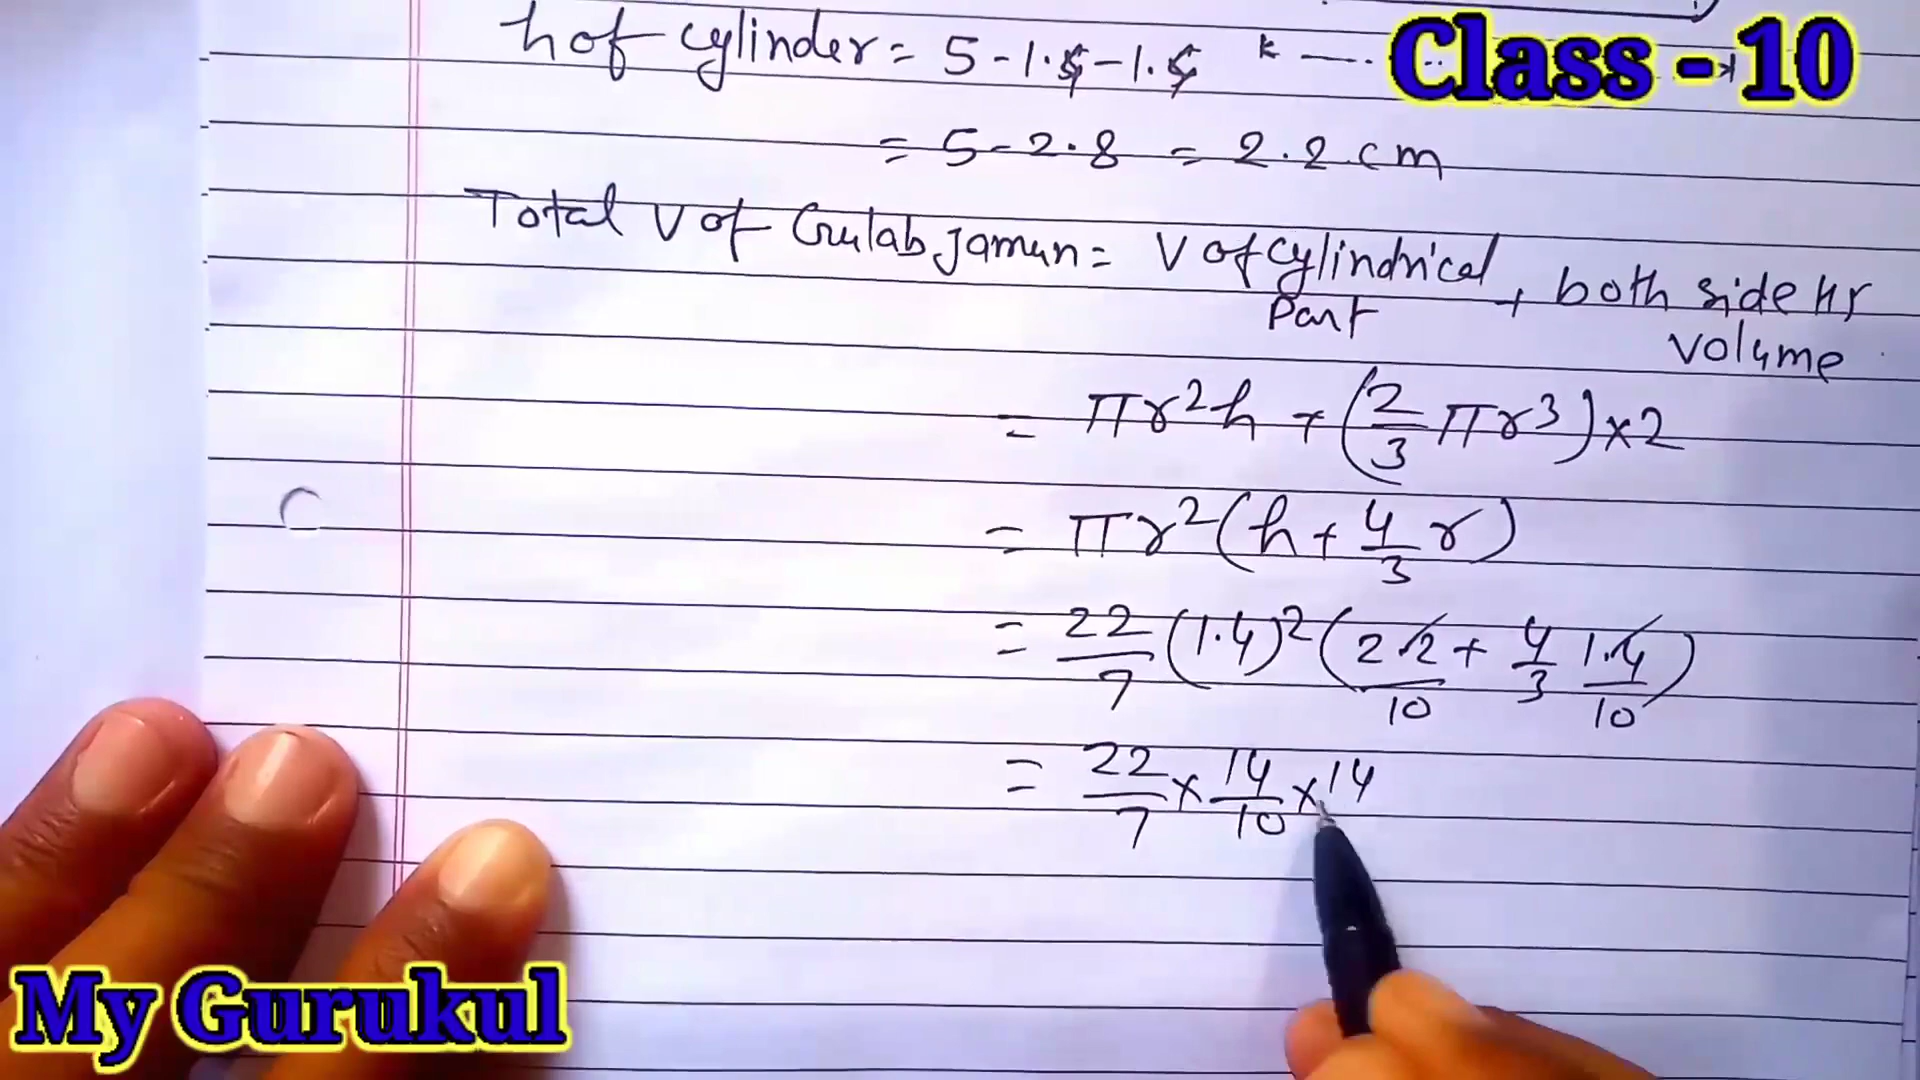 h of cylinder = 5 - 1.4 - 1.4
Class - 10
= 5 - 2.8 = 2.2 cm
Total V of Gulab jamun = V of cylindrical Part + both side Hr volume
= πr²h + (2/3 πr³) × 2
= πr² (h + 4/3 r)
= 22/7 (1.4)² (22/10 + 4/3 1.4/10)
= 22/7 × 14/10 × 14
My Gurukul